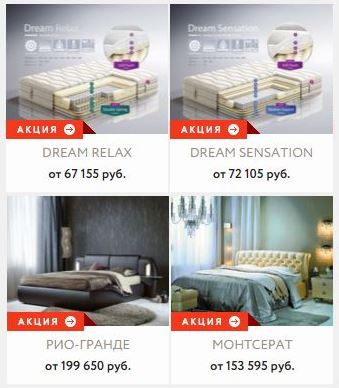 Dream Relax
Dream Sensation
АКЦИЯ
АКЦИЯ
DREAM RELAX
DREAM SENSATION
от 67 155 руб.
от 72 105 руб.
АКЦИЯ
АКЦИЯ
РИО-ГРАНДЕ
МОНТСЕРАТ
от 199 650 руб.
от 153 595 руб.